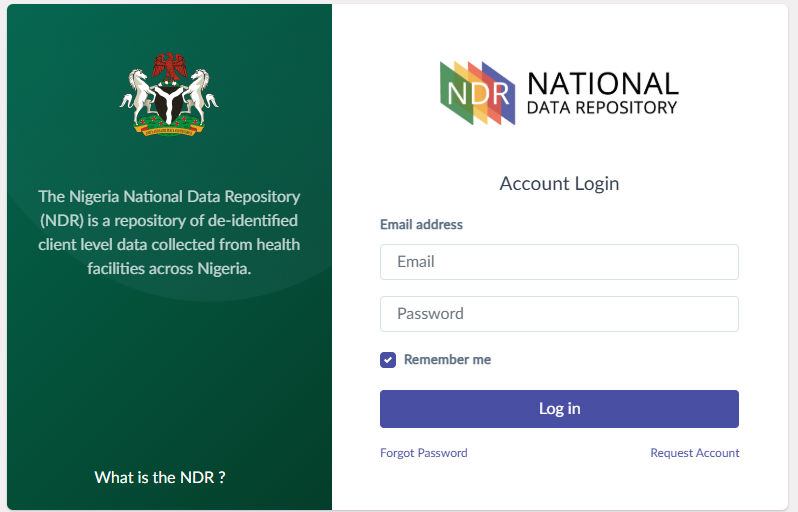 The Nigeria National Data Repository
(NDR) is a repository of de-identified
client level data collected from health
facilities across Nigeria.
What is the NDR ?
NDR NATIONAL
DATA REPOSITORY
Account Login
Email address
Email
Password
Remember me
Log in
Forgot Password
Request Account